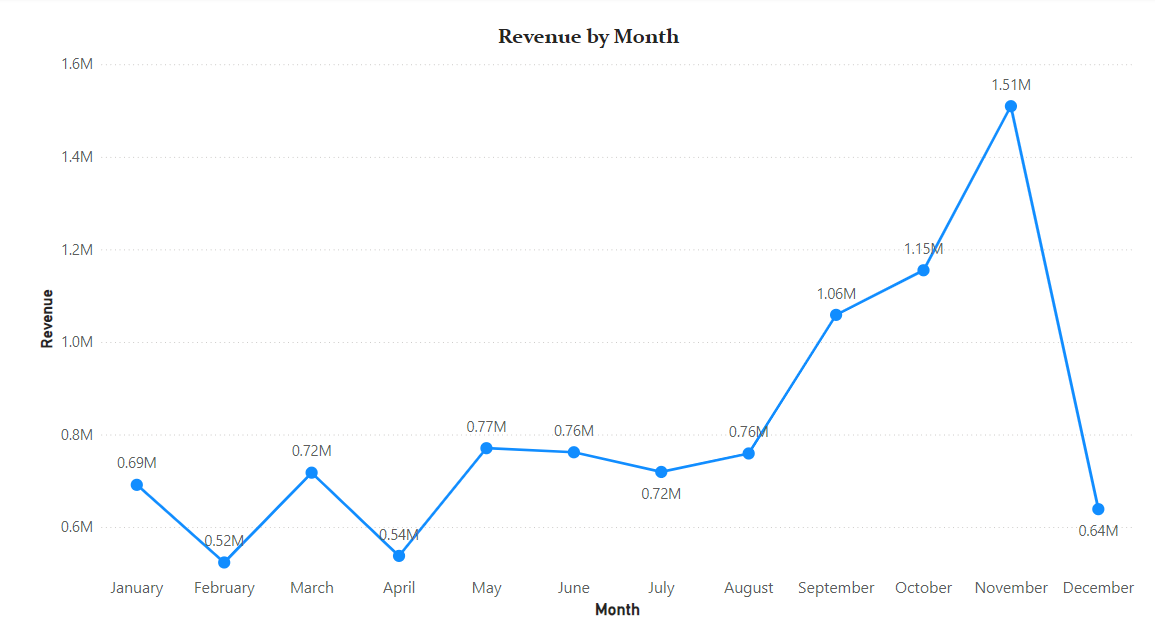 Revenue by Month
1.6M
1.4M
1.2M
1.0M
0.8M
0.6M
Revenue
0.69M
0.52M
0.72M
0.54M
0.77M
0.76M
0.72M
0.76M
1.06M
1.15M
1.51M
0.64M
January February March April May June July August September October November December
Month